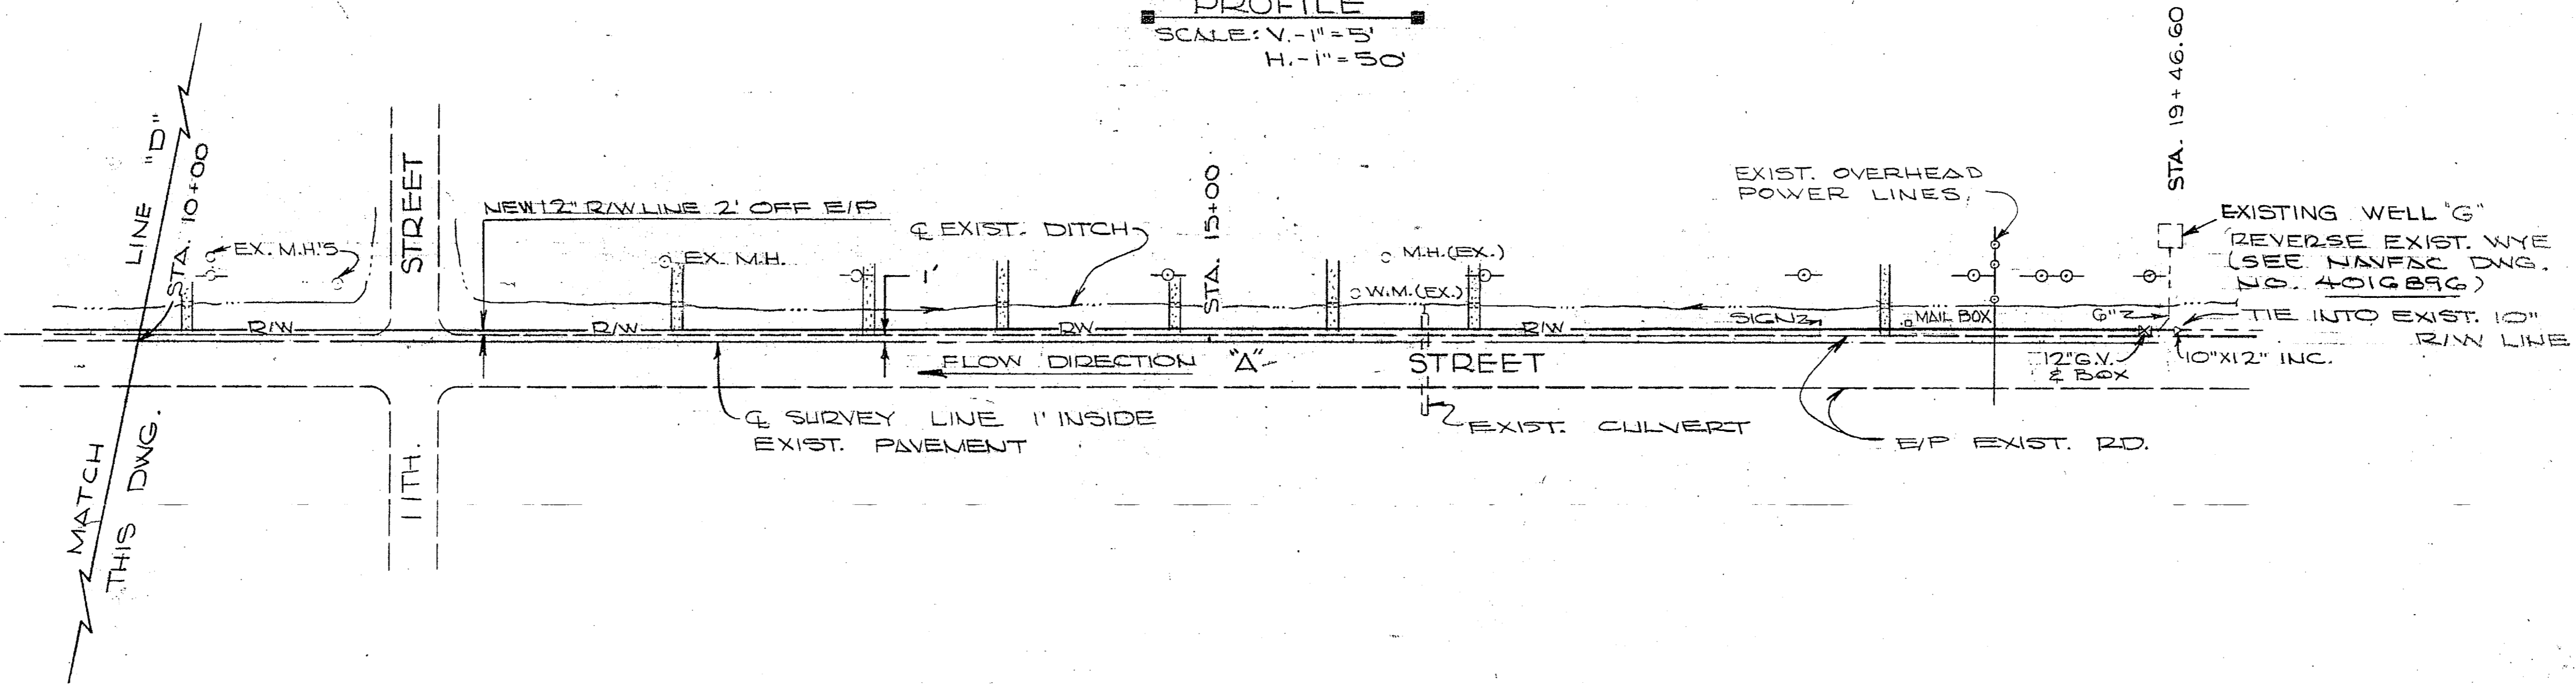 PROFILE
SCALE: V.-1"=5'
H.-1"=50'
STA. 19+46.60
LINE "D"
STA. 10+00
EX. M.H.'S
STREET
NEW 12" R/W LINE 2' OFF E/P
EX. M.H.
1'
℄ EXIST. DITCH
STA. 15+00
M.H.(EX.)
W.M.(EX.)
EXIST. OVERHEAD
POWER LINES
EXISTING WELL "G"
REVERSE EXIST. WYE
(SEE NAVFAC DWG.
NO. 4016896)
R/W
R/W
RW
R/W
SIGN
MAIL BOX
6"
TIE INTO EXIST. 10"
R/W LINE
FLOW DIRECTION
"A"
STREET
12" G.V.
& BOX
10"X12" INC.
℄ SURVEY LINE 1' INSIDE
EXIST. PAVEMENT
EXIST. CULVERT
E/P EXIST. RD.
MATCH
THIS DWG.
11TH.